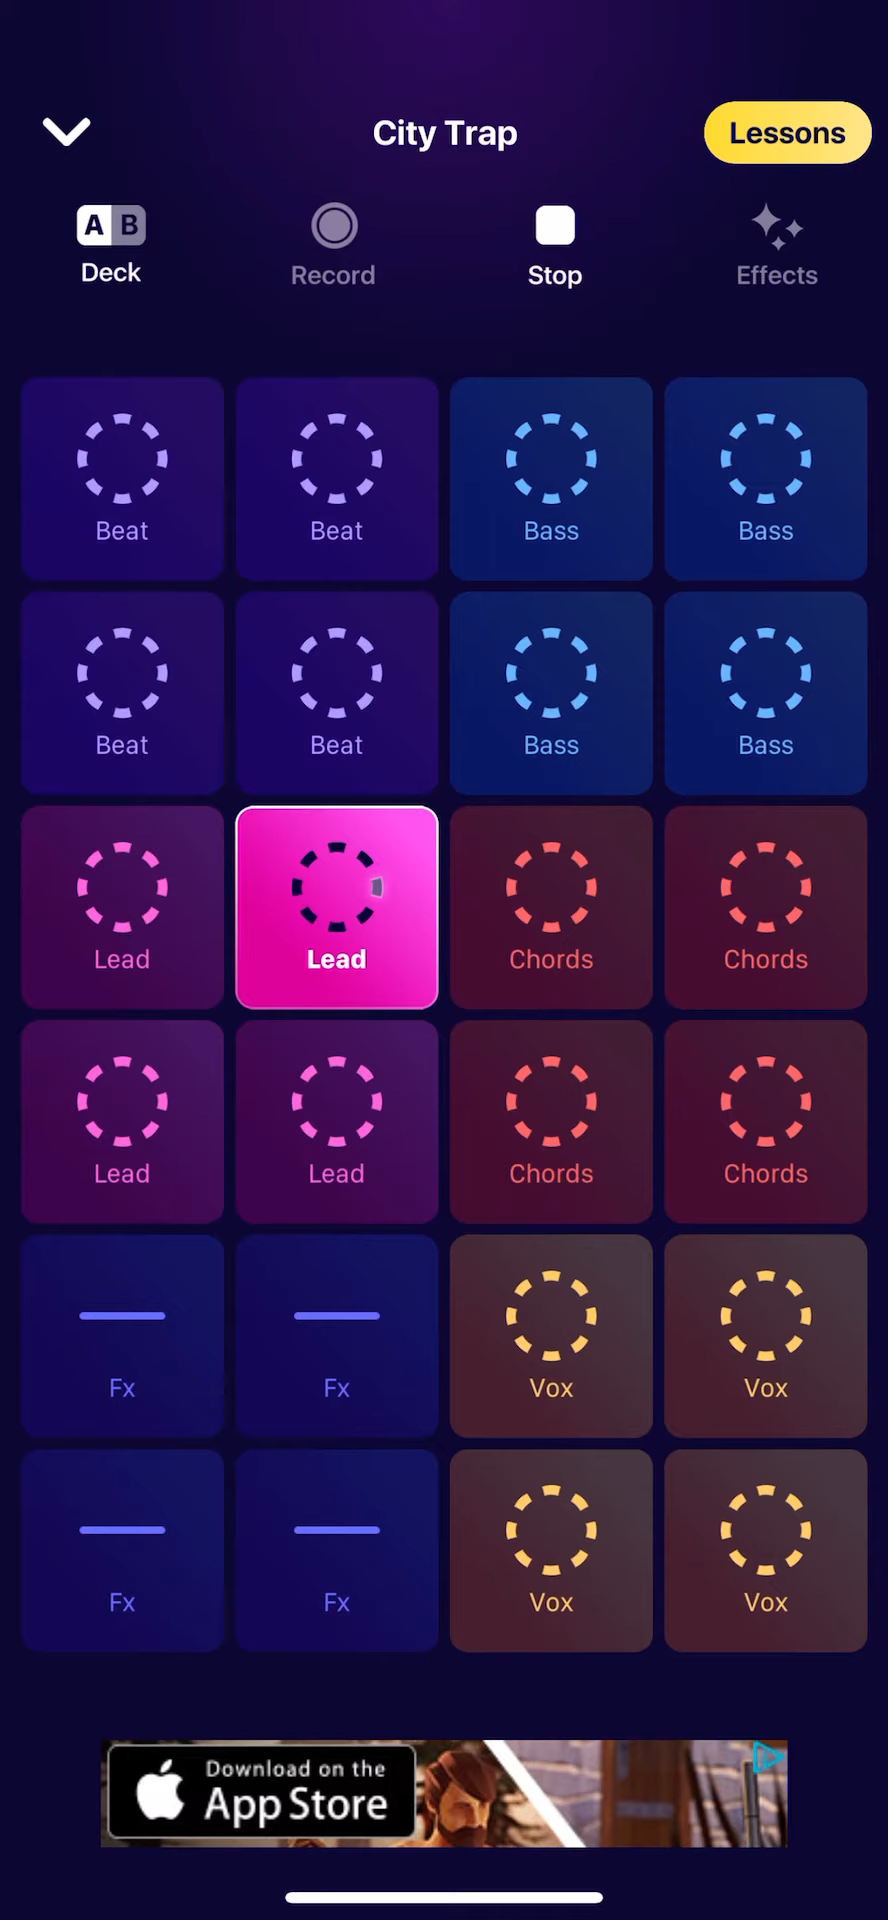 City Trap
Lessons
A B
Deck
Record
Stop
Effects
Beat
Beat
Bass
Bass
Beat
Beat
Bass
Bass
Lead
Lead
Chords
Chords
Lead
Lead
Chords
Chords
Fx
Fx
Vox
Vox
Fx
Fx
Vox
Vox
Download on the
App Store